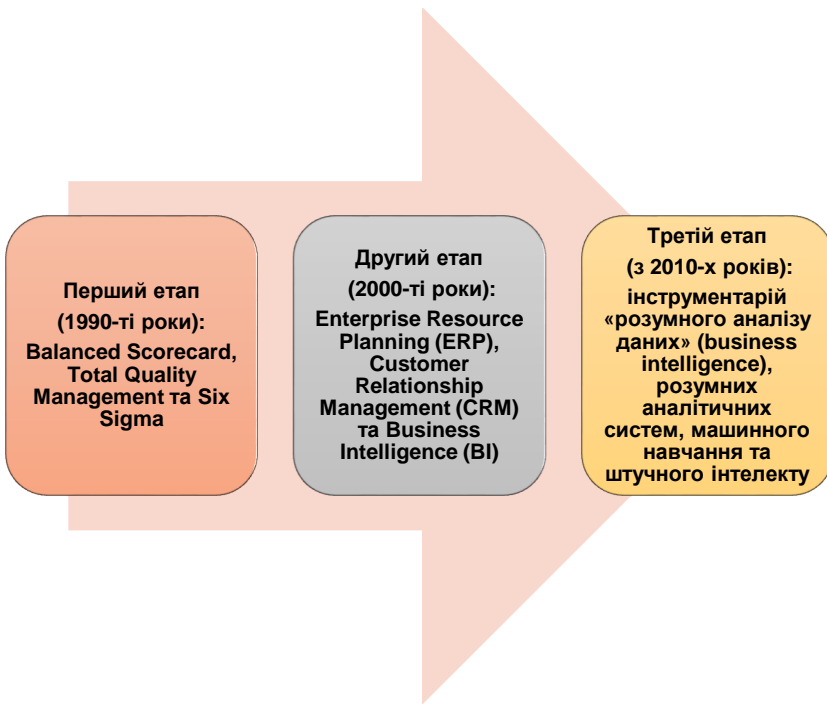 Перший етап
(1990-ті роки):
Balanced Scorecard,
Total Quality
Management та Six
Sigma
Другий етап
(2000-ті роки):
Enterprise Resource
Planning (ERP),
Customer
Relationship
Management (CRM)
та Business
Intelligence (BI)
Третій етап
(з 2010-х років):
інструментарій
«розумного аналізу
даних» (business
intelligence),
розумних
аналітичних
систем, машинного
навчання та
штучного інтелекту